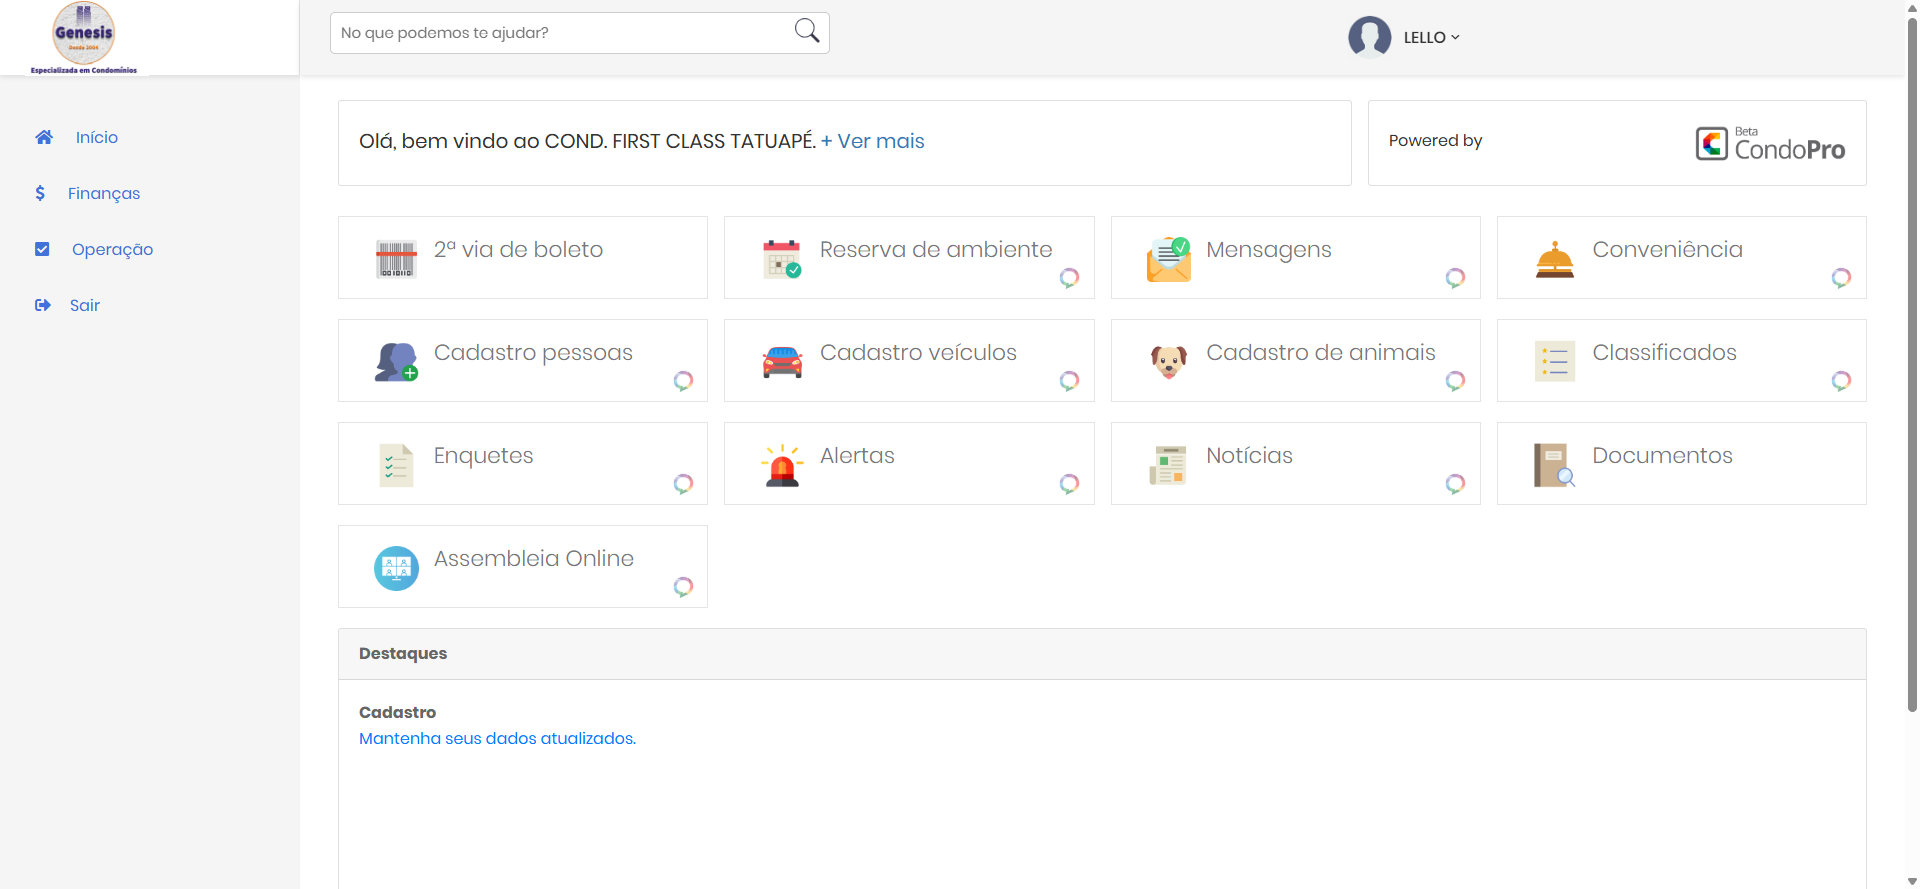 Genesis
Desde 2004
Especializada em Condomínios
No que podemos te ajudar?
LELLO
Início
Finanças
Operação
Sair
Olá, bem vindo ao COND. FIRST CLASS TATUAPÉ. + Ver mais
Powered by
Beta
CondoPro
2ª via de boleto
Reserva de ambiente
Mensagens
Conveniência
Cadastro pessoas
Cadastro veículos
Cadastro de animais
Classificados
Enquetes
Alertas
Notícias
Documentos
Assembleia Online
Destaques
Cadastro
Mantenha seus dados atualizados.